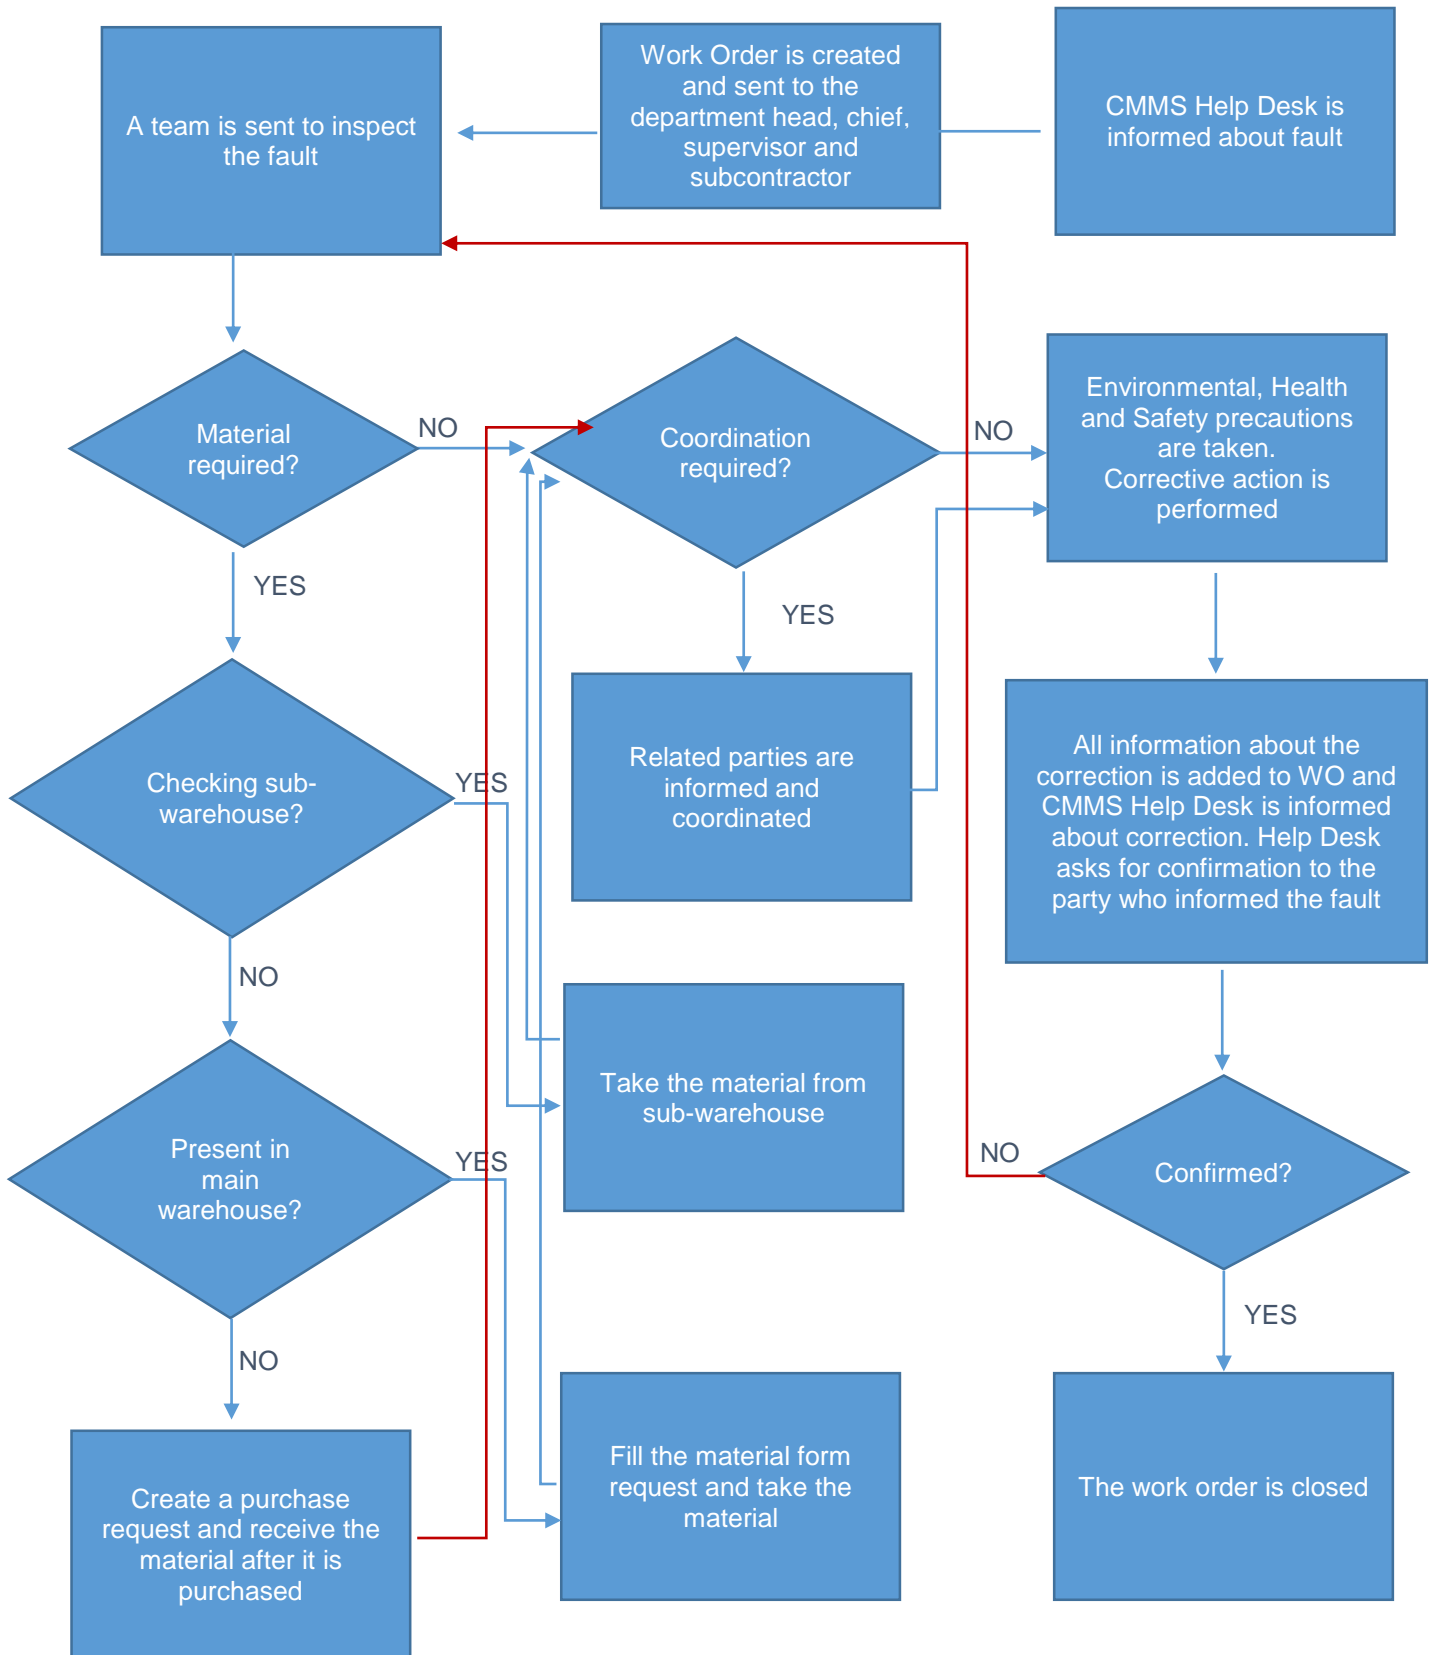 A team is sent to inspect
the fault
Work Order is created
and sent to the
department head, chief,
supervisor and
subcontractor
CMMS Help Desk is
informed about fault
Material
required?
NO
Coordination
required?
NO
Environmental, Health
and Safety precautions
are taken.
Corrective action is
performed
YES
YES
Checking sub-
warehouse?
YES
Related parties are
informed and
coordinated
All information about the
correction is added to WO and
CMMS Help Desk is informed
about correction. Help Desk
asks for confirmation to the
party who informed the fault
NO
Take the material from
sub-warehouse
Present in
main
warehouse?
YES
NO
Confirmed?
YES
NO
Create a purchase
request and receive the
material after it is
purchased
Fill the material form
request and take the
material
The work order is closed